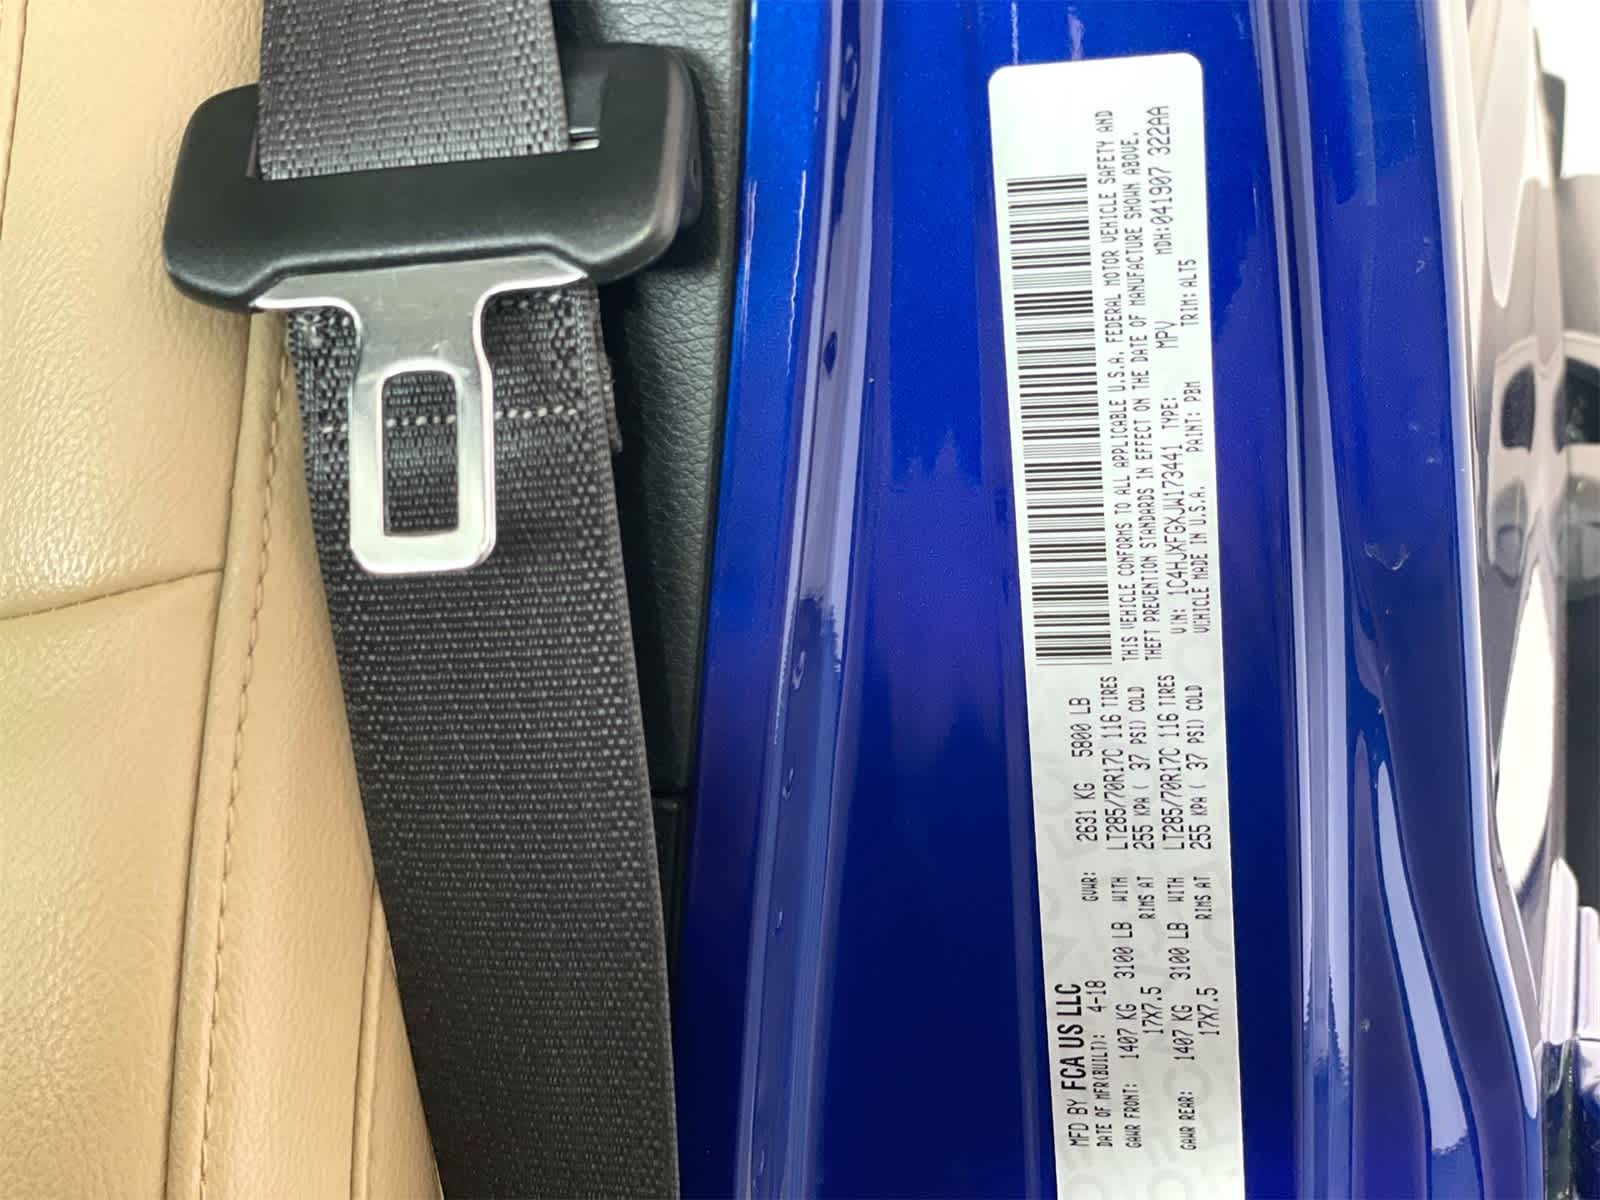 MFD BY FCA US LLC
DATE OF MFR(BUILT): 4-18 GVWR: 2631 KG 5800 LB
GAWR FRONT: 1407 KG 3100 LB WITH LT285/70R17C 116 TIRES
17X7.5 RIMS AT 255 KPA ( 37 PSI) COLD
GAWR REAR: 1407 KG 3100 LB WITH LT285/70R17C 116 TIRES
17X7.5 RIMS AT 255 KPA ( 37 PSI) COLD
THIS VEHICLE CONFORMS TO ALL APPLICABLE U.S.A. FEDERAL MOTOR VEHICLE SAFETY AND
THEFT PREVENTION STANDARDS IN EFFECT ON THE DATE OF MANUFACTURE SHOWN ABOVE.
VIN: 1C4HJXFGXJW173441 TYPE: MPV MDH:041907 322AA
VEHICLE MADE IN U.S.A. PAINT: PBM TRIM:ALT5